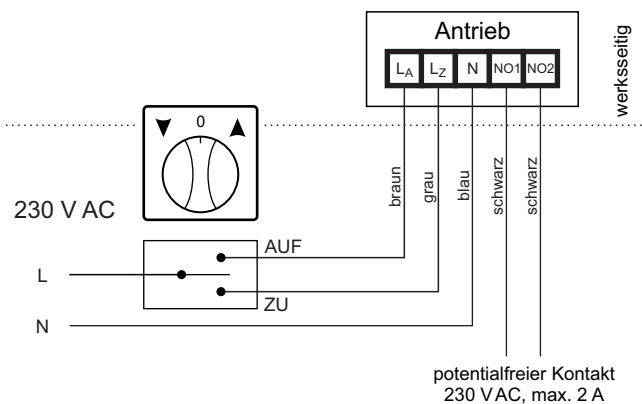 Antrieb
LA LZ N NO1 NO2
werksseitig
0
braun
grau
blau
schwarz
schwarz
230 V AC
AUF
L
ZU
N
potentialfreier Kontakt
230 V AC, max. 2 A